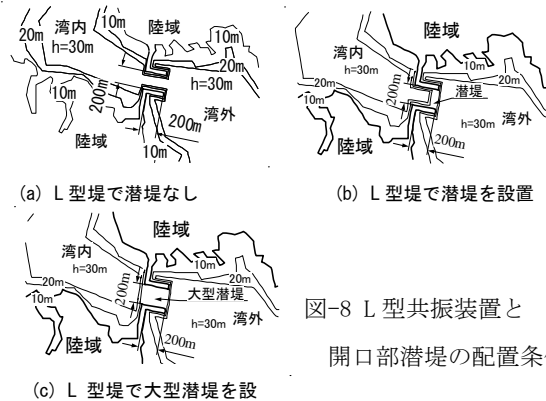 10m
陸域
10m
20m
湾内
h=30m
20m
10m
200m
h=30m
湾外
200m
陸域
10m
(a) L 型堤で潜堤なし
陸域
湾内
h=30m
10m
20m
20m
10m
200m
潜堤
h=30m
湾外
陸域
200m
(b) L 型堤で潜堤を設置
陸域
湾内
h=30m
10m
20m
20m
10m
200m
大型潜堤
h=30m
湾外
陸域
200m
(c) L 型堤で大型潜堤を設
図-8 L 型共振装置と
開口部潜堤の配置条